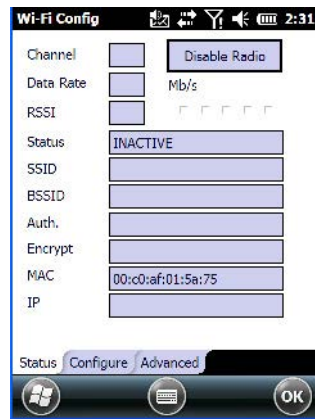 Wi-Fi Config 2:31
Channel Disable Radio
Data Rate Mb/s
RSSI
Status INACTIVE
SSID
BSSID
Auth.
Encrypt
MAC 00:c0:af:01:5a:75
IP
Status Configure Advanced
OK